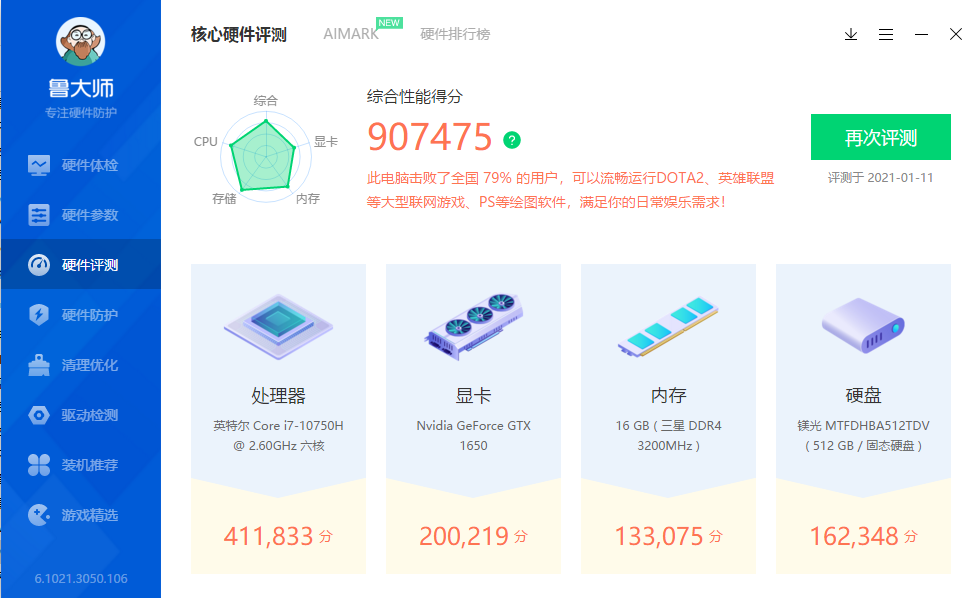 鲁大师
专注硬件防护
硬件体检
硬件参数
硬件评测
硬件防护
清理优化
驱动检测
装机推荐
游戏精选
6.1021.3050.106
核心硬件评测
AIMARK
NEW
硬件排行榜
综合
CPU
显卡
存储
内存
综合性能得分
907475
?
此电脑击败了全国 79% 的用户，可以流畅运行DOTA2、英雄联盟
等大型联网游戏、PS等绘图软件，满足你的日常娱乐需求！
再次评测
评测于 2021-01-11
处理器
英特尔 Core i7-10750H
@ 2.60GHz 六核
411,833 分
显卡
Nvidia GeForce GTX
1650
200,219 分
内存
16 GB ( 三星 DDR4
3200MHz )
133,075 分
硬盘
镁光 MTFDHBA512TDV
( 512 GB / 固态硬盘 )
162,348 分